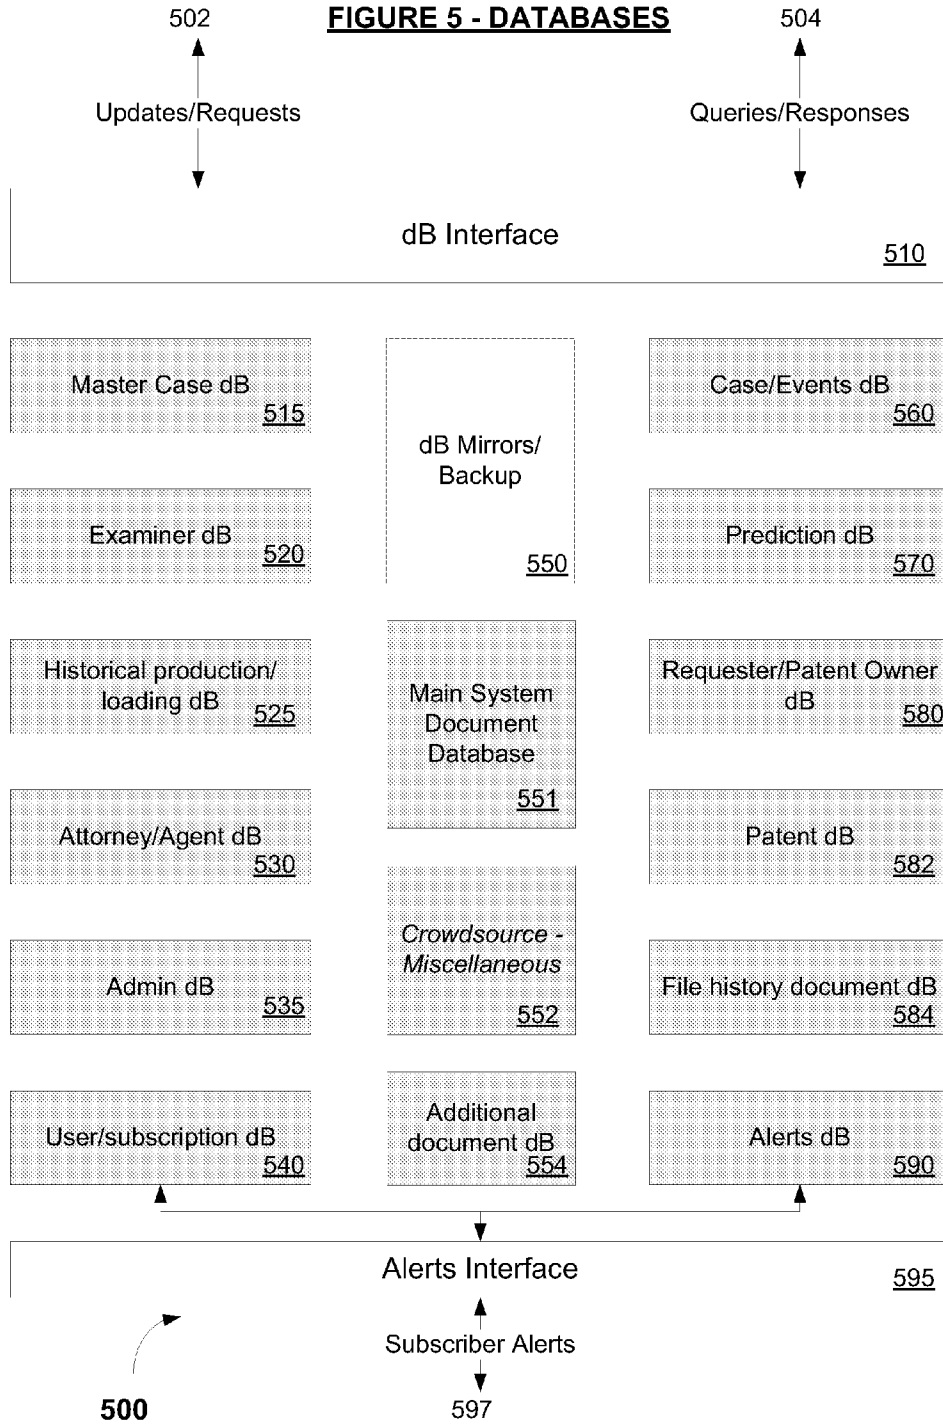 502
FIGURE 5 - DATABASES
504
Updates/Requests
Queries/Responses
dB Interface
510
Master Case dB
515
dB Mirrors/
Backup
550
Case/Events dB
560
Examiner dB
520
Prediction dB
570
Historical production/
loading dB
525
Main System
Document
Database
551
Requester/Patent Owner
dB
580
Attorney/Agent dB
530
Patent dB
582
Crowdsource -
Miscellaneous
552
Admin dB
535
File history document dB
584
User/subscription dB
540
Additional
document dB
554
Alerts dB
590
Alerts Interface
595
Subscriber Alerts
500
597